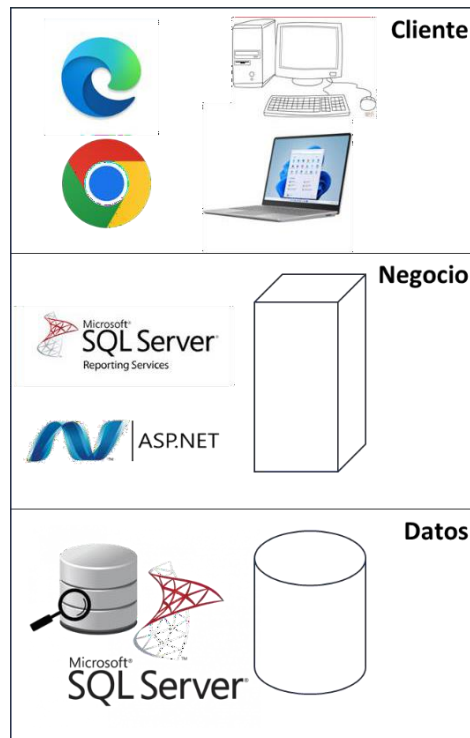 Cliente
Negocio
Microsoft®
SQL Server®
Reporting Services
ASP.NET
Datos
Microsoft®
SQL Server®